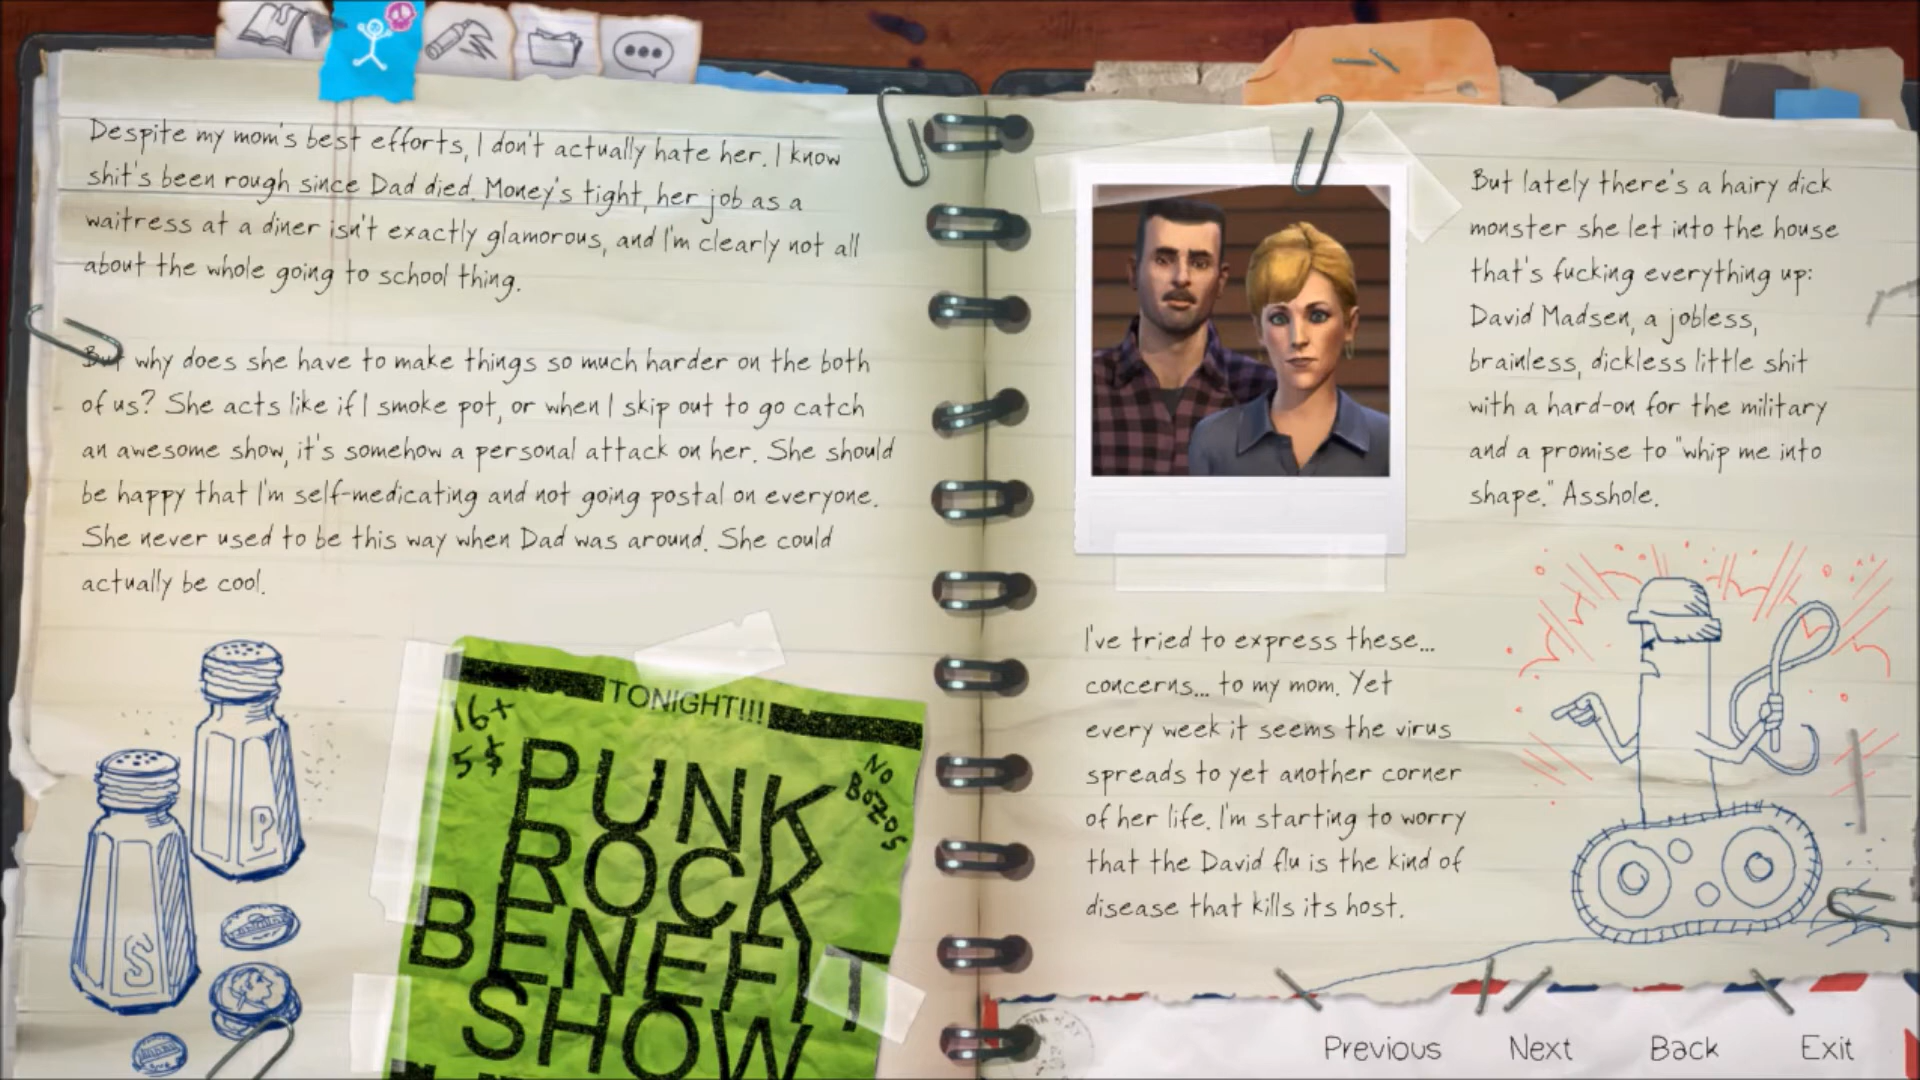 Despite my mom's best efforts, I don't actually hate her. I know
shit's been rough since Dad died. Money's tight, her job as a
waitress at a diner isn't exactly glamorous, and I'm clearly not all
about the whole going to school thing.
But why does she have to make things so much harder on the both
of us? She acts like if I smoke pot, or when I skip out to go catch
an awesome show, it's somehow a personal attack on her. She should
be happy that I'm self-medicating and not going postal on everyone.
She never used to be this way when Dad was around. She could
actually be cool.
P
S
TONIGHT!!!
16+
5$
NO
BOZOS
PUNK
ROCK
BENEFIT
SHOW
But lately there's a hairy dick
monster she let into the house
that's fucking everything up:
David Madsen, a jobless,
brainless, dickless little shit
with a hard-on for the military
and a promise to "whip me into
shape." Asshole.
I've tried to express these...
concerns... to my mom. Yet
every week it seems the virus
spreads to yet another corner
of her life. I'm starting to worry
that the David flu is the kind of
disease that kills its host.
Previous
Next
Back
Exit